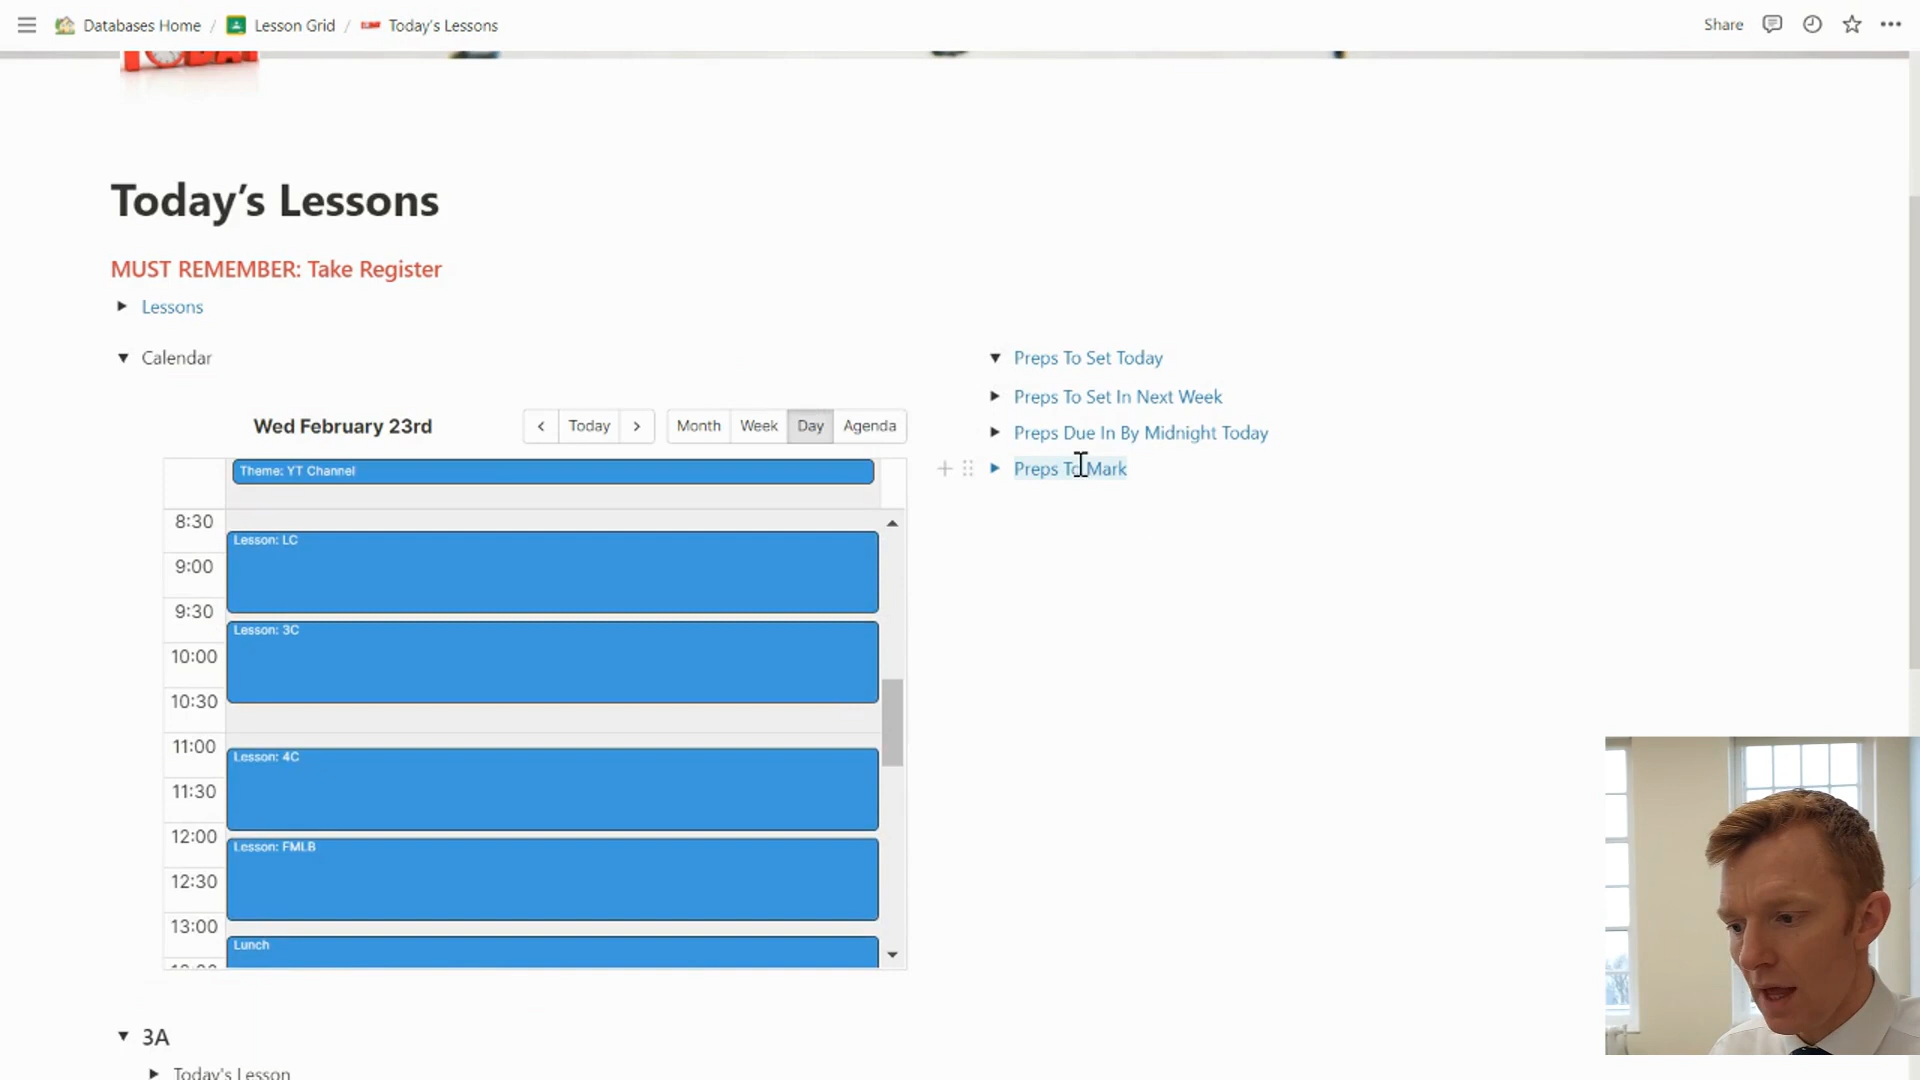 Databases Home / Lesson Grid / Today's Lessons
Share
Today's Lessons
MUST REMEMBER: Take Register
Lessons
Calendar
Wed February 23rd
Today
Month
Week
Day
Agenda
Theme: YT Channel
8:30
Lesson: LC
9:00
9:30
Lesson: 3C
10:00
10:30
11:00
Lesson: 4C
11:30
12:00
Lesson: FMLB
12:30
13:00
Lunch
Preps To Set Today
Preps To Set In Next Week
Preps Due In By Midnight Today
Preps To Mark
3A
Today's Lesson